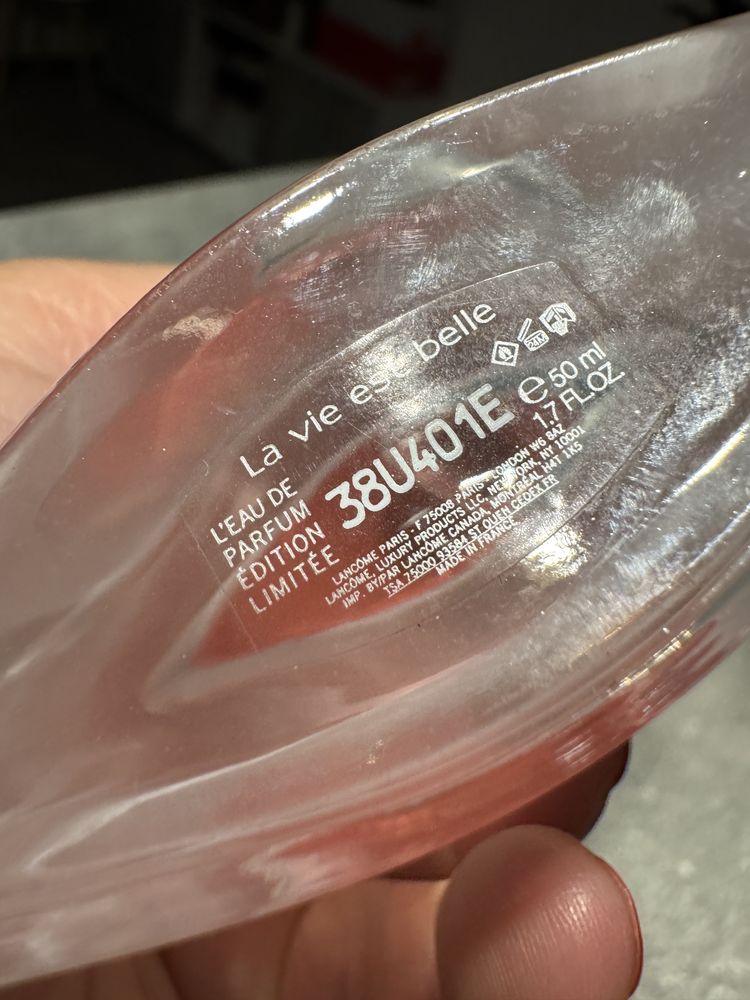 La vie est belle
L'EAU DE
PARFUM
ÉDITION
LIMITÉE
38U401E
24M
e 50 ml
1.7 FL.OZ.
LANCÔME PARIS . F 75008 PARIS . LONDON W6 8AZ
LANCÔME, LUXURY PRODUCTS LLC, NEW YORK, NY 10001
IMP. BY/PAR LANCÔME CANADA, MONTRÉAL H4T 1K5
TSA 75000 93584 ST OUEN CEDEX FR
MADE IN FRANCE